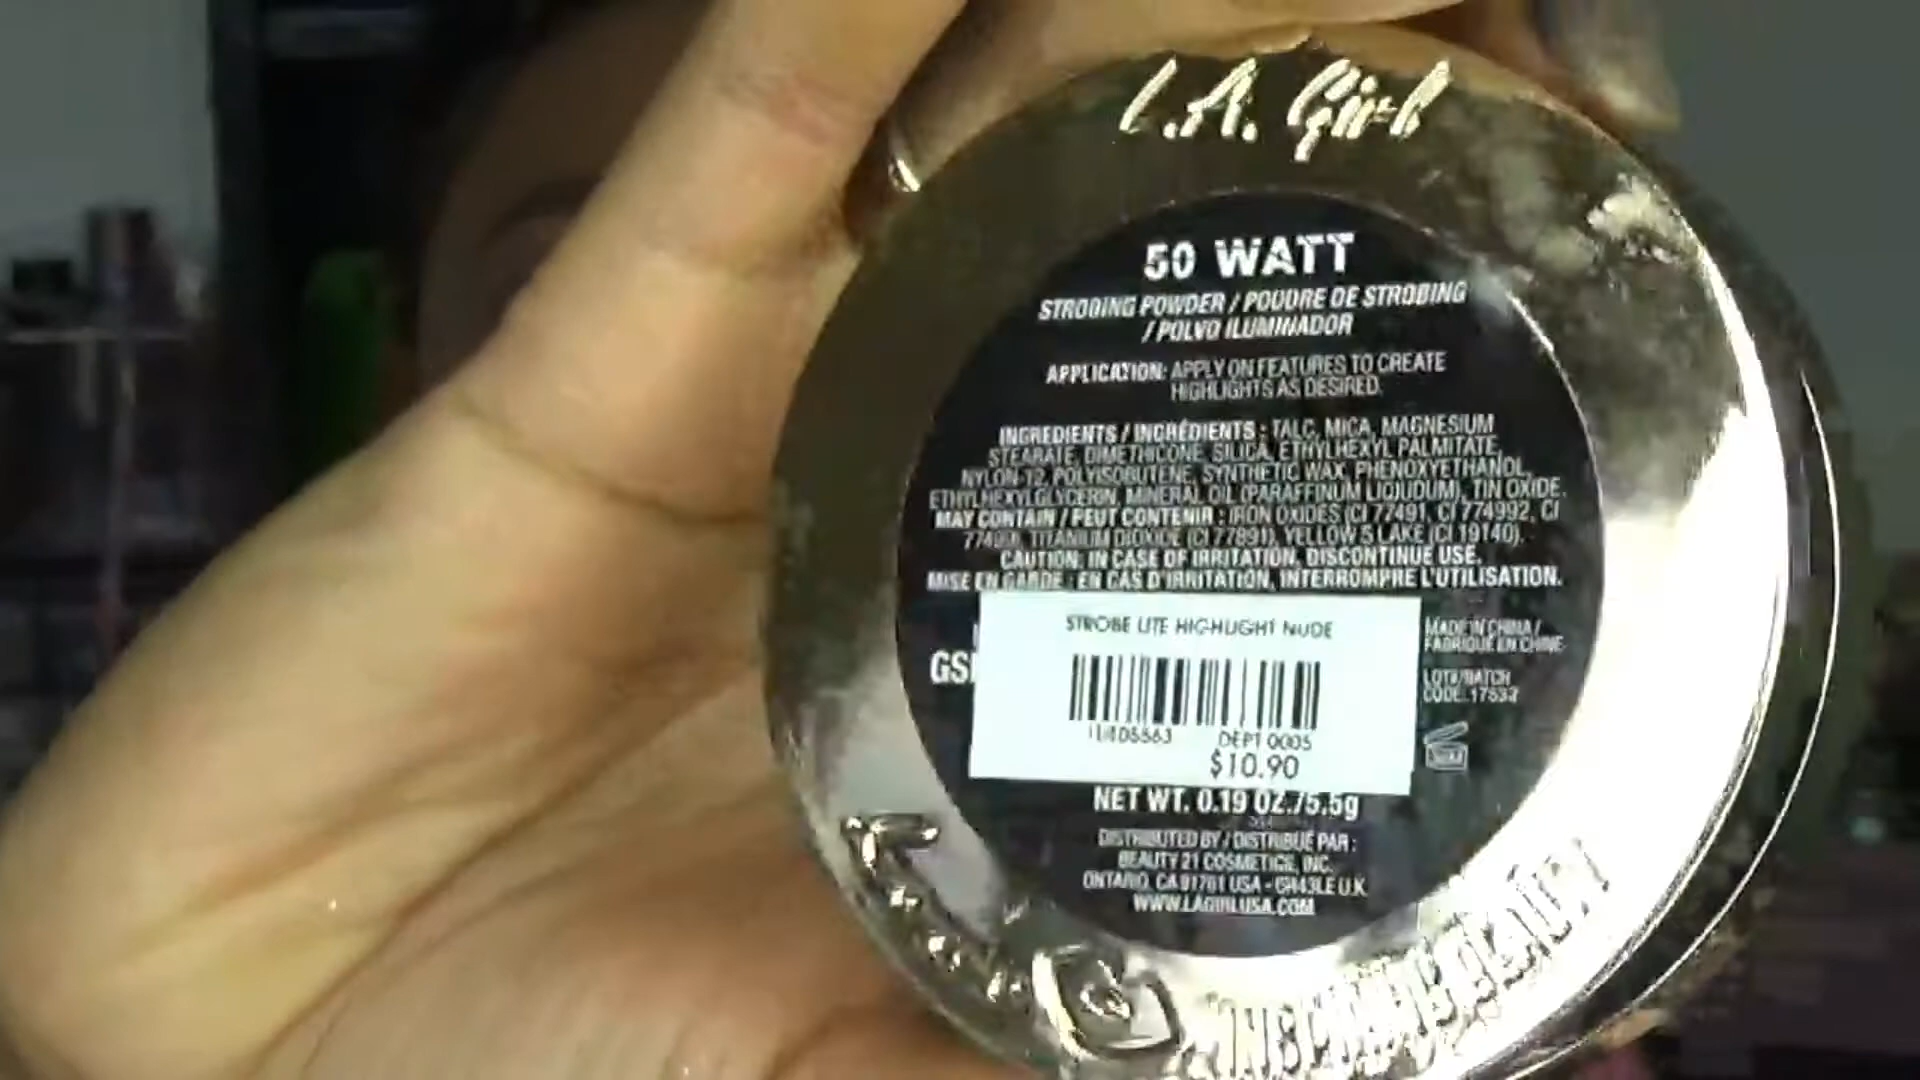 L.A. Girl
50 WATT
STROBING POWDER / POUDRE DE STROBING
/ POLVO ILUMINADOR
APPLICATION: APPLY ON FEATURES TO CREATE
HIGHLIGHTS AS DESIRED.
INGREDIENTS / INGRÉDIENTS : TALC, MICA, MAGNESIUM
STEARATE, DIMETHICONE, SILICA, ETHYLHEXYL PALMITATE,
NYLON-12, POLYISOBUTENE, SYNTHETIC WAX, PHENOXYETHANOL,
ETHYLHEXYLGLYCERIN, MINERAL OIL (PARAFFINUM LIQUIDUM), TIN OXIDE.
MAY CONTAIN / PEUT CONTENIR : IRON OXIDES (CI 77491, CI 774992, CI
TITANIUM DIOXIDE (CI 77891), YELLOW 5 LAKE (CI 19140).
CAUTION: IN CASE OF IRRITATION, DISCONTINUE USE.
MISE EN GARDE : EN CAS D'IRRITATION, INTERROMPRE L'UTILISATION.
STROBE LITE HIGHLIGHT NUDE
MADE IN CHINA /
FABRIQUÉ EN CHINE
LOT#/BATCH
CODE:
DEPT 0005
$10.90
NET WT. 0.19 OZ./5.5g
DISTRIBUTED BY / DISTRIBUÉ PAR :
BEAUTY 21 COSMETICS, INC.
ONTARIO, CA 91761 USA - GH43LE U.K.
WWW.LAGIRLUSA.COM